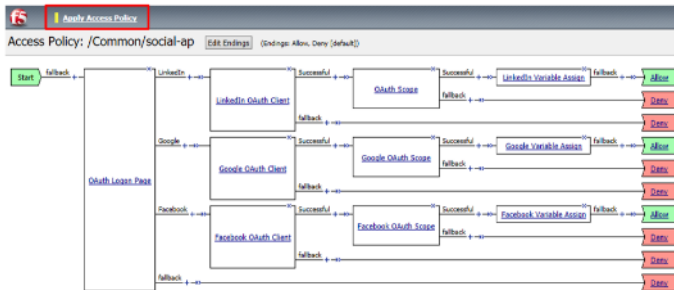 f5 Apply Access Policy
Access Policy: /Common/social-ap Edit Endings (Endings: Allow, Deny [default])
Start fallback + LinkedIn + Successful + Successful + LinkedIn Variable Assign fallback + Allow
OAuth Scope
LinkedIn OAuth Client
fallback + Deny
fallback + Deny
Google + Successful + Successful + Google Variable Assign fallback + Allow
Google OAuth Scope
Google OAuth Client
fallback + Deny
OAuth Logon Page
fallback + Deny
Facebook + Successful + Successful + Facebook Variable Assign fallback + Allow
Facebook OAuth Scope
Facebook OAuth Client
fallback + Deny
fallback + Deny
fallback + Deny